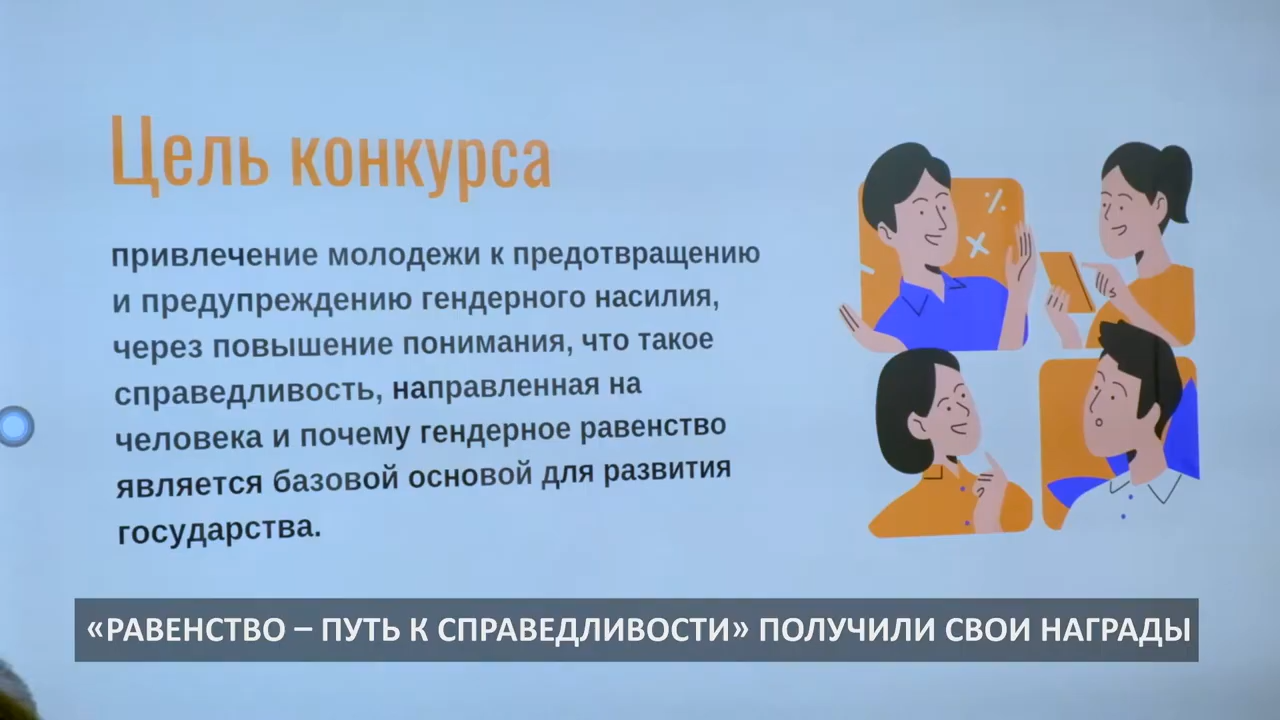 Цель конкурса
привлечение молодежи к предотвращению
и предупреждению гендерного насилия,
через повышение понимания, что такое
справедливость, направленная на
человека и почему гендерное равенство
является базовой основой для развития
государства.
«РАВЕНСТВО – ПУТЬ К СПРАВЕДЛИВОСТИ» ПОЛУЧИЛИ СВОИ НАГРАДЫ